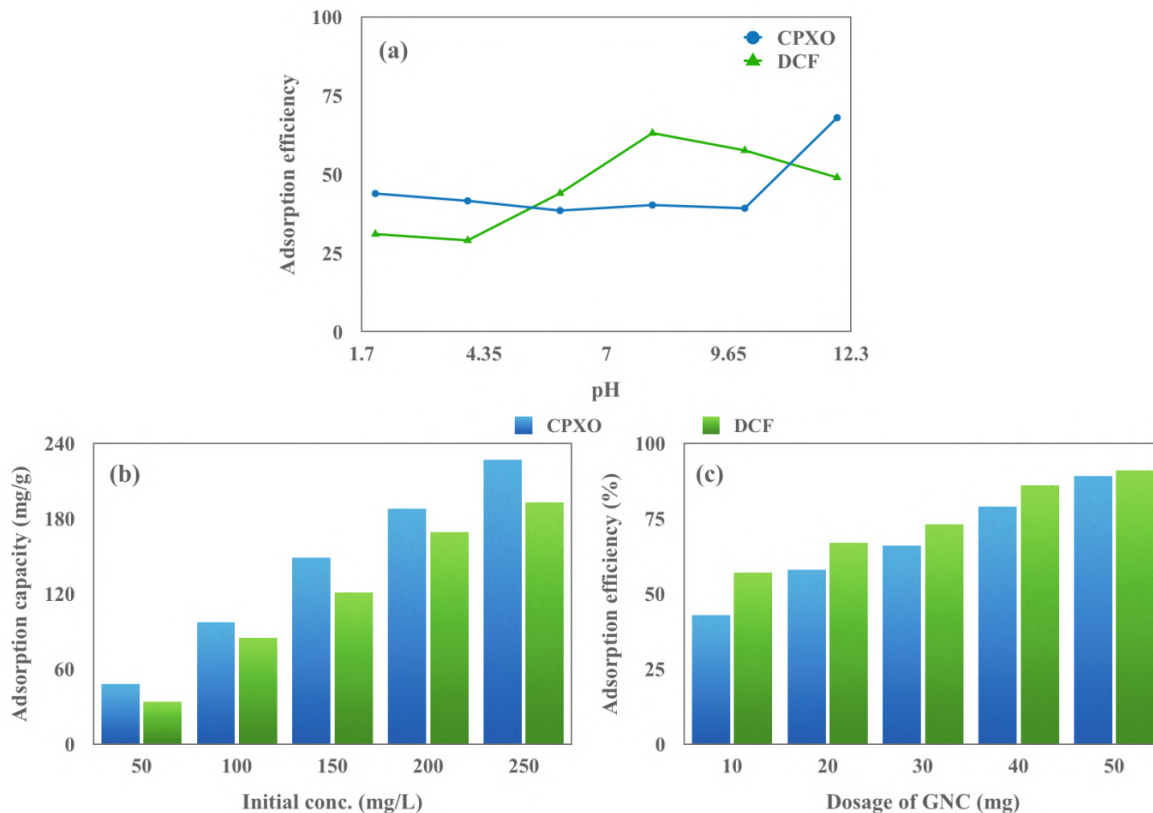 100
(a)
CPXO
DCF
75
50
25
0
Adsorption efficiency
1.7 4.35 7 9.65 12.3
pH
CPXO DCF
240
(b)
180
120
60
0
Adsorption capacity (mg/g)
50 100 150 200 250
Initial conc. (mg/L)
100
(c)
75
50
25
0
Adsorption efficiency (%)
10 20 30 40 50
Dosage of GNC (mg)